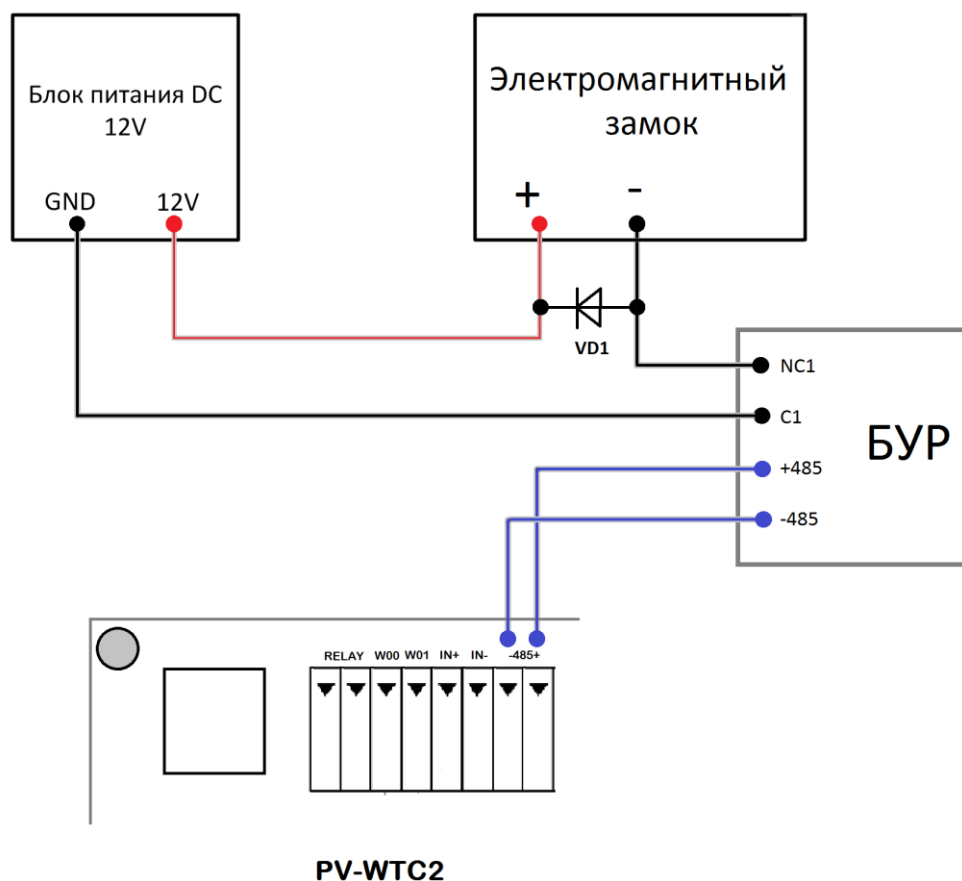 Блок питания DC
12V
GND
12V
Электромагнитный
замок
+
-
VD1
NC1
C1
+485
-485
БУР
RELAY W00 W01 IN+ IN- -485+
PV-WTC2